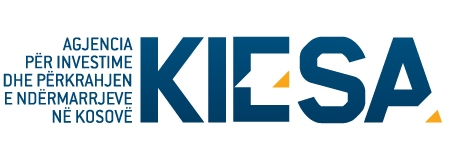 AGJENCIA
PËR INVESTIME
DHE PËRKRAHJEN
E NDËRMARRJEVE
NË KOSOVË
KIESA